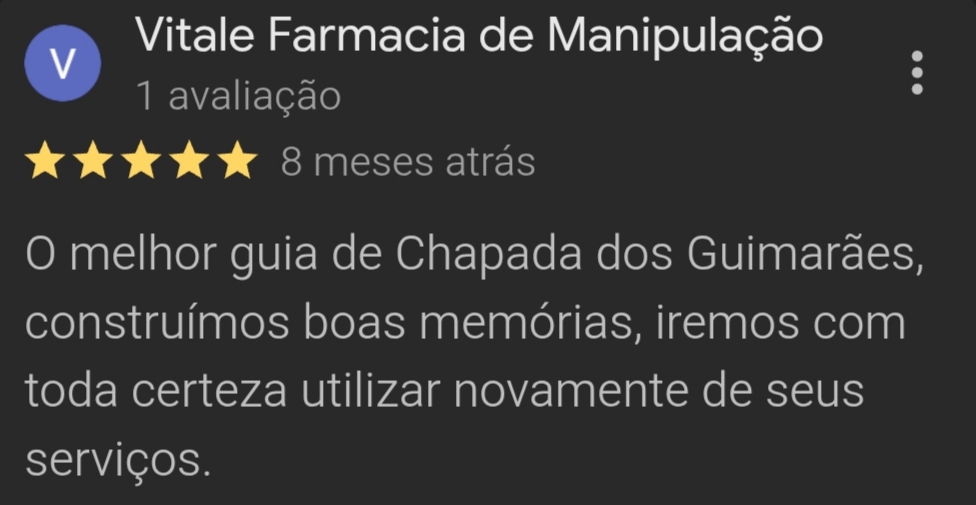 V
Vitale Farmacia de Manipulação
1 avaliação
8 meses atrás
O melhor guia de Chapada dos Guimarães,
construímos boas memórias, iremos com
toda certeza utilizar novamente de seus
serviços.